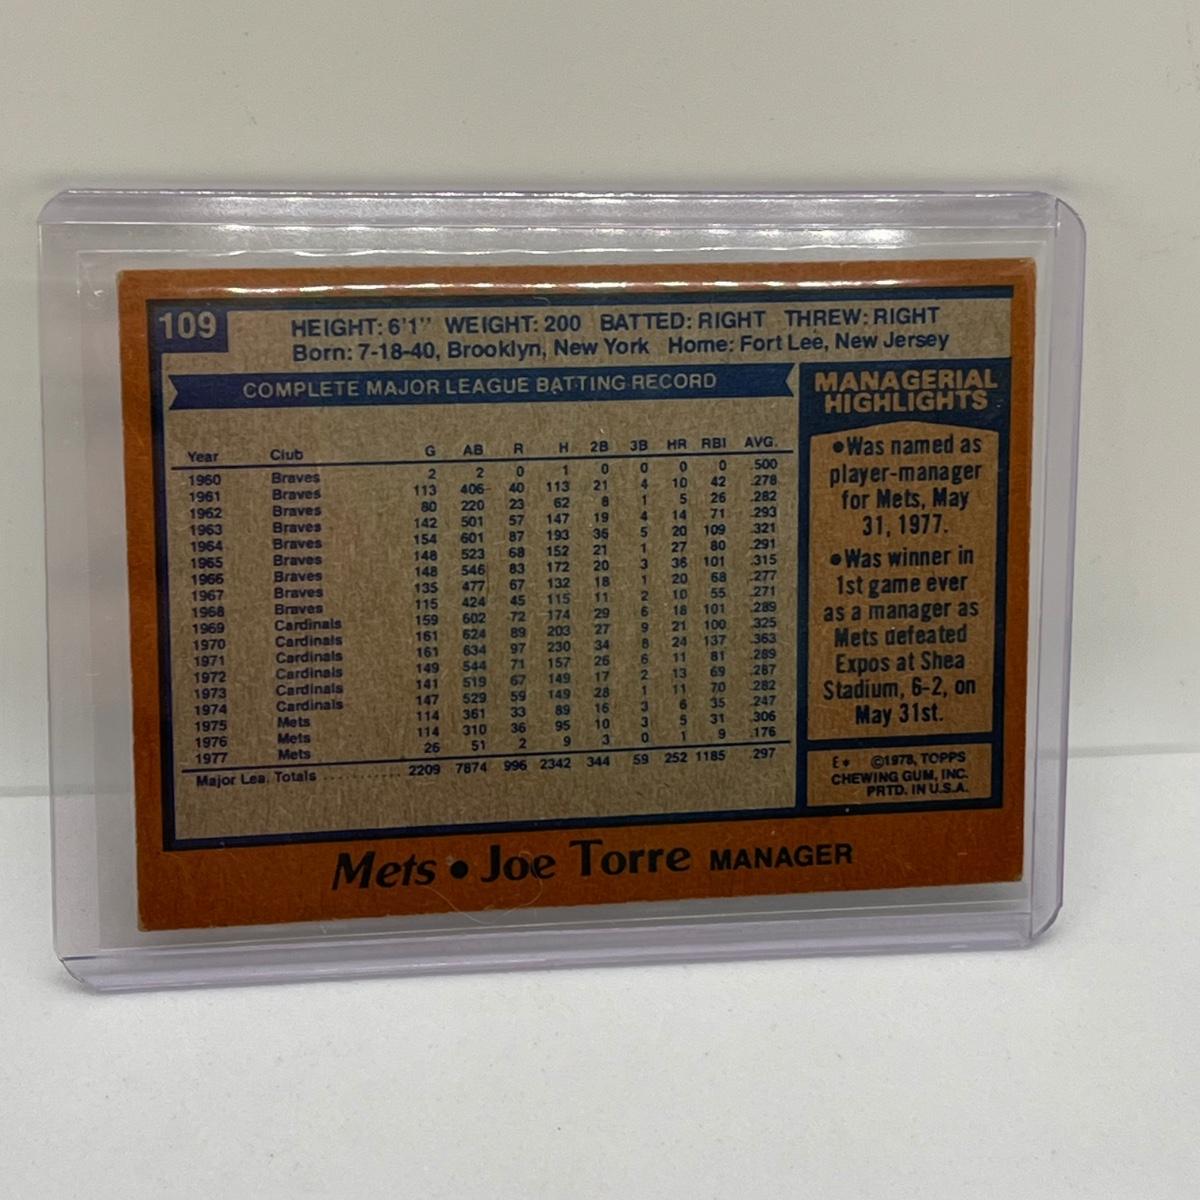 109
HEIGHT: 6'1" WEIGHT: 200 BATTED: RIGHT THREW: RIGHT
Born: 7-18-40, Brooklyn, New York Home: Fort Lee, New Jersey
COMPLETE MAJOR LEAGUE BATTING RECORD
Year Club G AB R H 2B 3B HR RBI AVG.
1960 Braves 2 2 0 1 0 0 0 0 .500
1961 Braves 113 406 40 113 21 4 10 42 .278
1962 Braves 80 220 23 62 8 1 5 26 .282
1963 Braves 142 501 57 147 19 4 14 71 .293
1964 Braves 154 601 87 193 36 5 20 109 .321
1965 Braves 148 523 68 152 21 1 27 80 .291
1966 Braves 148 546 83 172 20 3 36 101 .315
1967 Braves 135 477 67 132 18 1 20 68 .277
1968 Braves 115 424 45 115 11 2 10 55 .271
1969 Cardinals 159 602 72 174 29 6 18 101 .289
1970 Cardinals 161 624 89 203 27 9 21 100 .325
1971 Cardinals 161 634 97 230 34 8 24 137 .363
1972 Cardinals 149 544 71 157 26 6 11 81 .289
1973 Cardinals 141 519 67 149 17 2 13 69 .287
1974 Cardinals 147 529 59 149 28 1 11 70 .282
1975 Mets 114 361 33 89 16 3 6 35 .247
1976 Mets 114 310 36 95 10 3 5 31 .306
1977 Mets 26 51 2 9 3 0 1 9 .176
Major Lea. Totals .......... 2209 7874 996 2342 344 59 252 1185 .297
MANAGERIAL
HIGHLIGHTS
●Was named as
player-manager
for Mets, May
31, 1977.
●Was winner in
1st game ever
as a manager as
Mets defeated
Expos at Shea
Stadium, 6-2, on
May 31st.
E* ©1978, TOPPS
CHEWING GUM, INC.
PRTD. IN U.S.A.
Mets ● Joe Torre MANAGER